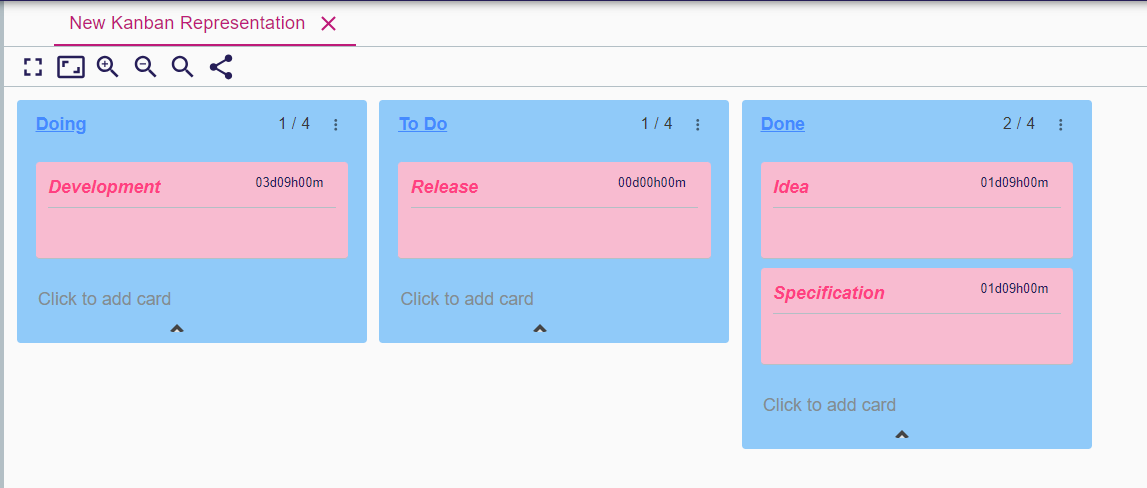 New Kanban Representation
Doing 1 / 4
Development 03d09h00m
Click to add card
To Do 1 / 4
Release 00d00h00m
Click to add card
Done 2 / 4
Idea 01d09h00m
Specification 01d09h00m
Click to add card